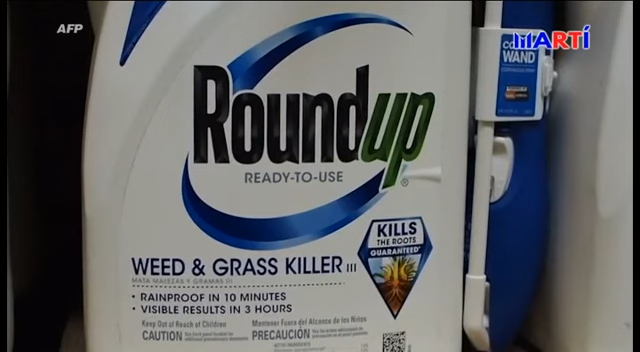 AFP
MARTÍ
WAND
Roundup
READY-TO-USE
®
KILLS
THE ROOTS
GUARANTEED
WEED & GRASS KILLER III
MATA MALEZAS Y GRAMAS III
• RAINPROOF IN 10 MINUTES
• VISIBLE RESULTS IN 3 HOURS
Keep Out of Reach of Children Mantener Fuera del Alcance de los Niños
CAUTION PRECAUCIÓN